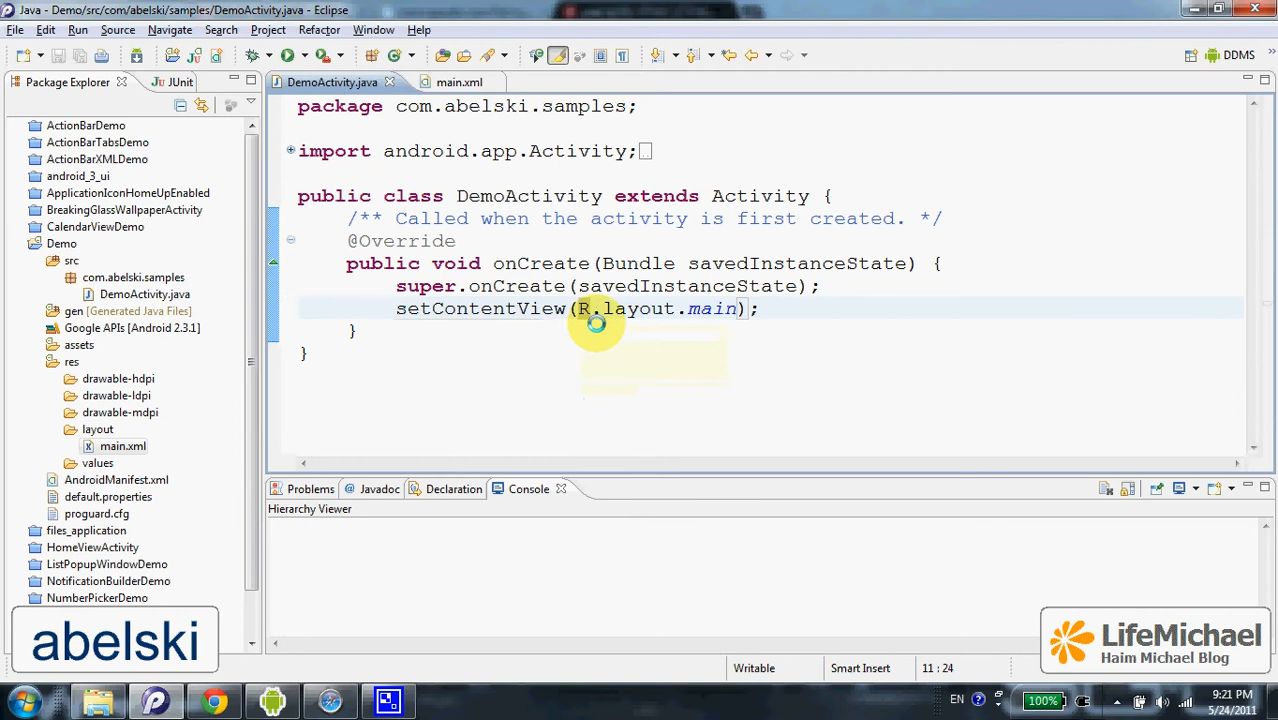 Java - Demo/src/com/abelski/samples/DemoActivity.java - Eclipse
File Edit Run Source Navigate Search Project Refactor Window Help
DDMS
Package Explorer
JUnit
ActionBarDemo
ActionBarTabsDemo
ActionBarXMLDemo
android_3_ui
ApplicationIconHomeUpEnabled
BreakingGlassWallpaperActivity
CalendarViewDemo
Demo
src
com.abelski.samples
DemoActivity.java
gen [Generated Java Files]
Google APIs [Android 2.3.1]
assets
res
drawable-hdpi
drawable-ldpi
drawable-mdpi
layout
main.xml
values
AndroidManifest.xml
default.properties
proguard.cfg
files_application
HomeViewActivity
ListPopupWindowDemo
NotificationBuilderDemo
NumberPickerDemo
DemoActivity.java
main.xml
package com.abelski.samples;
import android.app.Activity;
public class DemoActivity extends Activity {
/** Called when the activity is first created. */
@Override
public void onCreate(Bundle savedInstanceState) {
super.onCreate(savedInstanceState);
setContentView(R.layout.main);
}
}
Problems Javadoc Declaration Console
Hierarchy Viewer
abelski
LifeMichael
Haim Michael Blog
Writable
Smart Insert
11 : 24
EN
100%
9:21 PM
5/24/2011